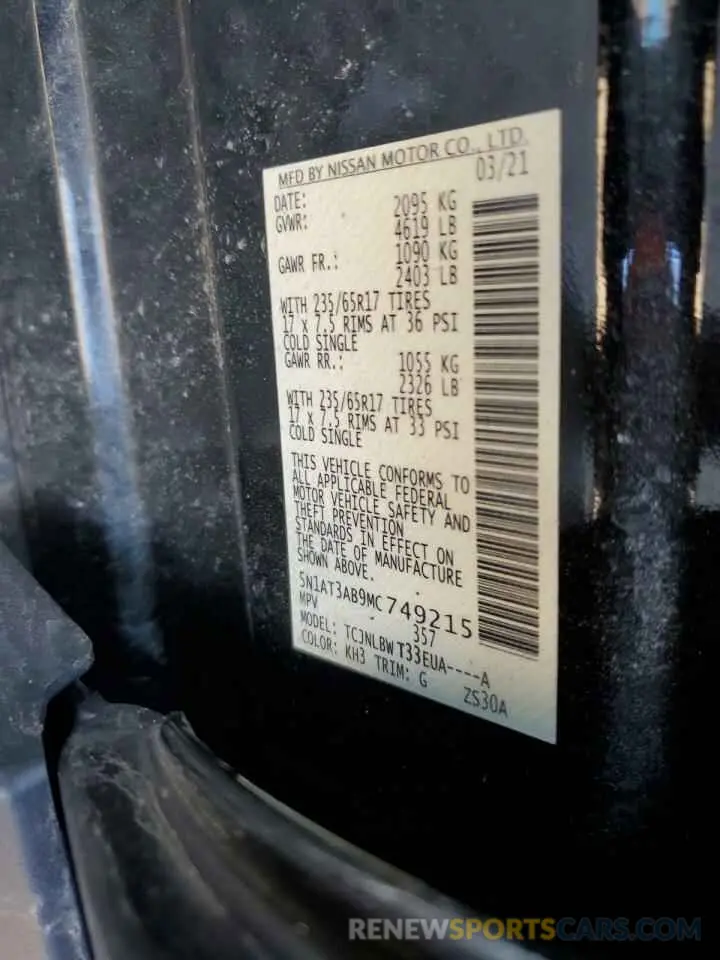 MFD BY NISSAN MOTOR CO., LTD.
DATE: 03/21
GVWR: 2095 KG
4619 LB
GAWR FR.: 1090 KG
2403 LB
WITH 235/65R17 TIRES
17 x 7.5 RIMS AT 36 PSI
COLD SINGLE
GAWR RR.: 1055 KG
2326 LB
WITH 235/65R17 TIRES
17 x 7.5 RIMS AT 33 PSI
COLD SINGLE
THIS VEHICLE CONFORMS TO
ALL APPLICABLE FEDERAL
MOTOR VEHICLE SAFETY AND
THEFT PREVENTION
STANDARDS IN EFFECT ON
THE DATE OF MANUFACTURE
SHOWN ABOVE.
5N1AT3AB9MC749215
MPV 357
MODEL: TCJNLBWT33EUA----A
COLOR: KH3 TRIM: G ZS30A
RENEWSPORTSCARS.COM